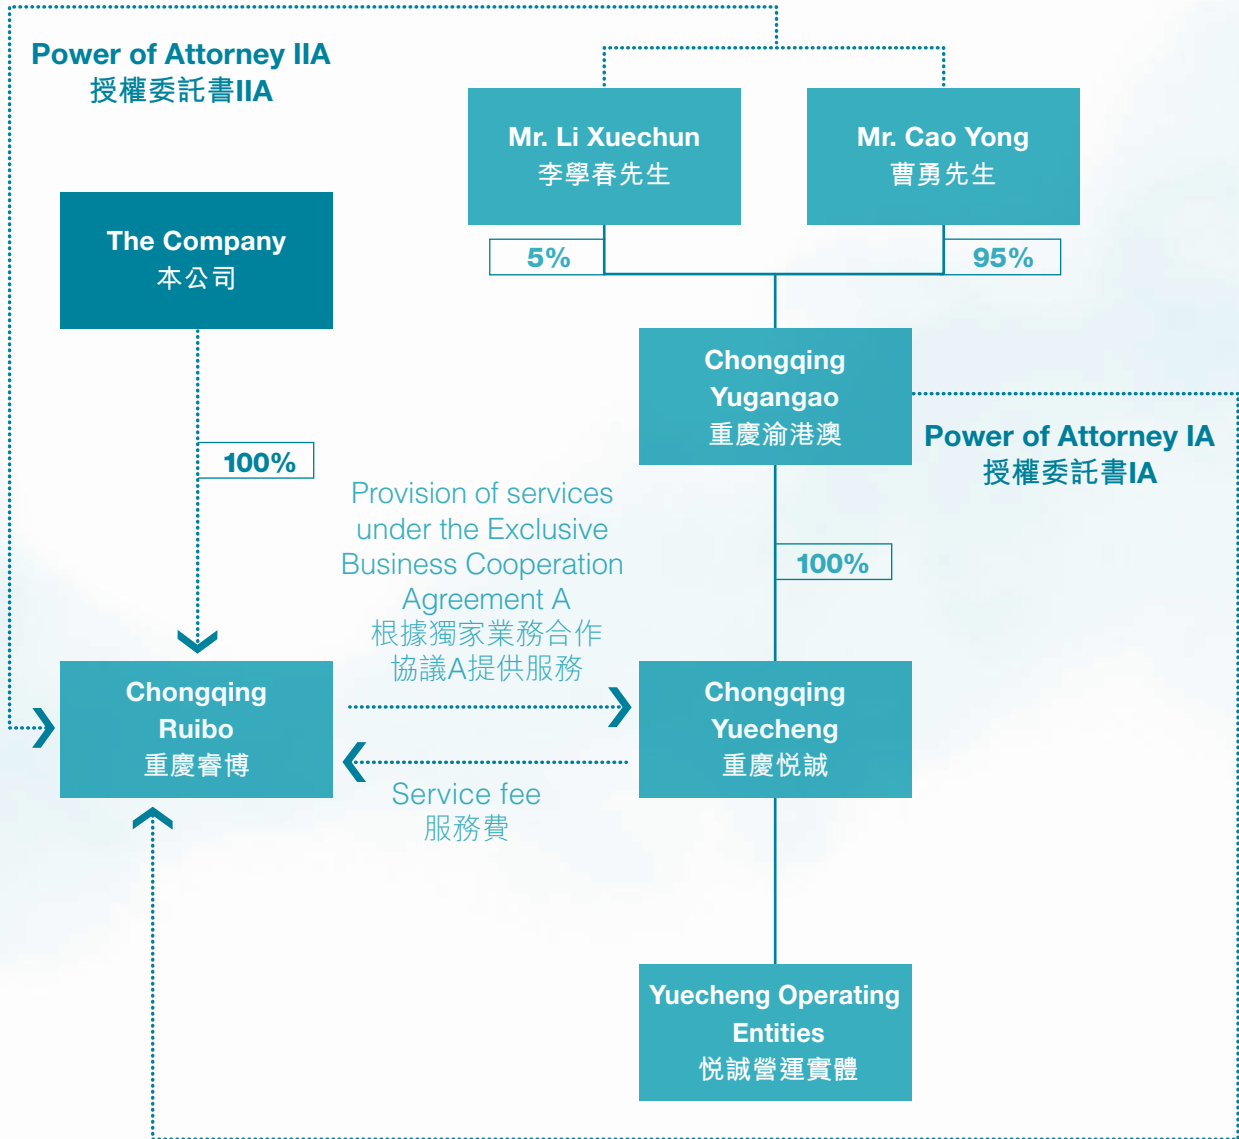 Power of Attorney IIA
授權委託書IIA
Mr. Li Xuechun
李學春先生
Mr. Cao Yong
曹勇先生
The Company
本公司
5%
95%
Chongqing
Yugangao
重慶渝港澳
Power of Attorney IA
授權委託書IA
100%
Provision of services
under the Exclusive
Business Cooperation
Agreement A
根據獨家業務合作
協議A提供服務
100%
Chongqing
Ruibo
重慶睿博
Chongqing
Yuecheng
重慶悦誠
Service fee
服務費
Yuecheng Operating
Entities
悦誠營運實體